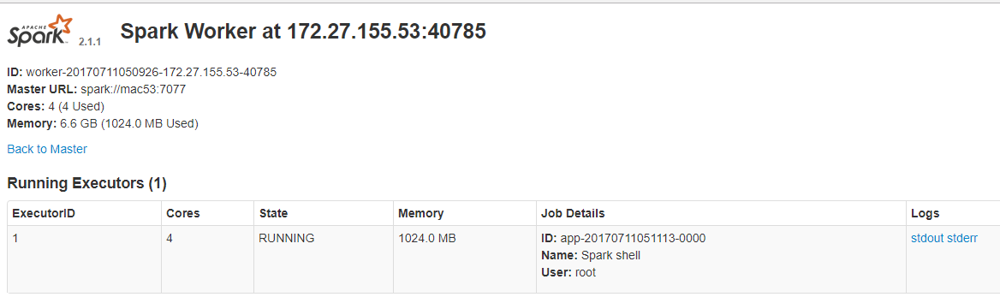 APACHE
Spark 2.1.1 Spark Worker at 172.27.155.53:40785
ID: worker-20170711050926-172.27.155.53-40785
Master URL: spark://mac53:7077
Cores: 4 (4 Used)
Memory: 6.6 GB (1024.0 MB Used)
Back to Master
Running Executors (1)
ExecutorID Cores State Memory Job Details Logs
1 4 RUNNING 1024.0 MB ID: app-20170711051113-0000 stdout stderr
Name: Spark shell
User: root